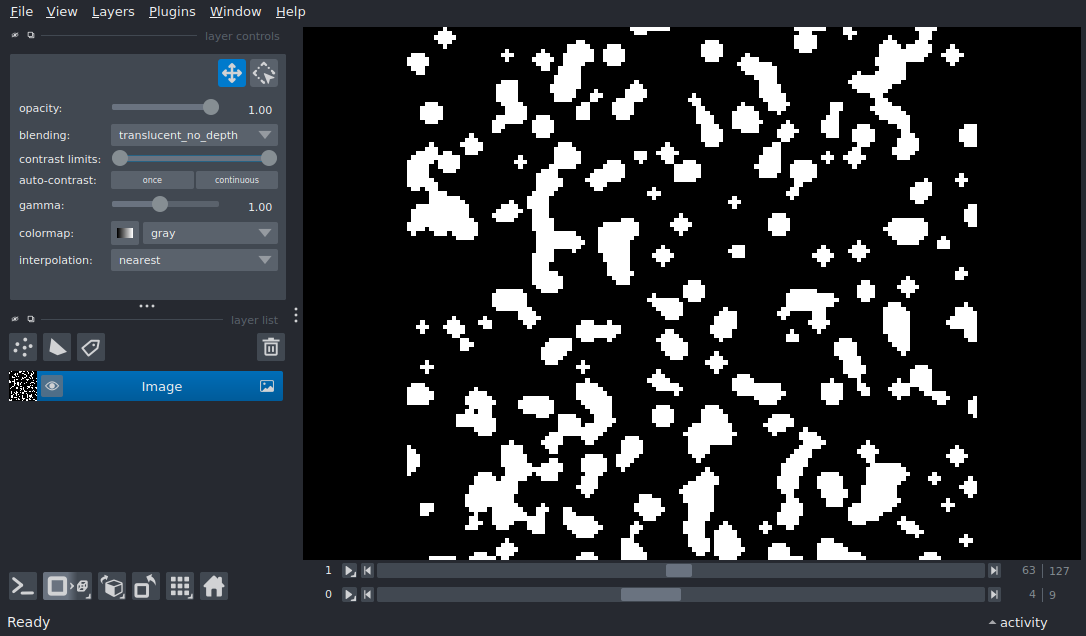 File View Layers Plugins Window Help
layer controls
opacity: 1.00
blending: translucent_no_depth
contrast limits:
auto-contrast: once continuous
gamma: 1.00
colormap: gray
interpolation: nearest
layer list
Image
1 63 127
0 4 9
Ready activity